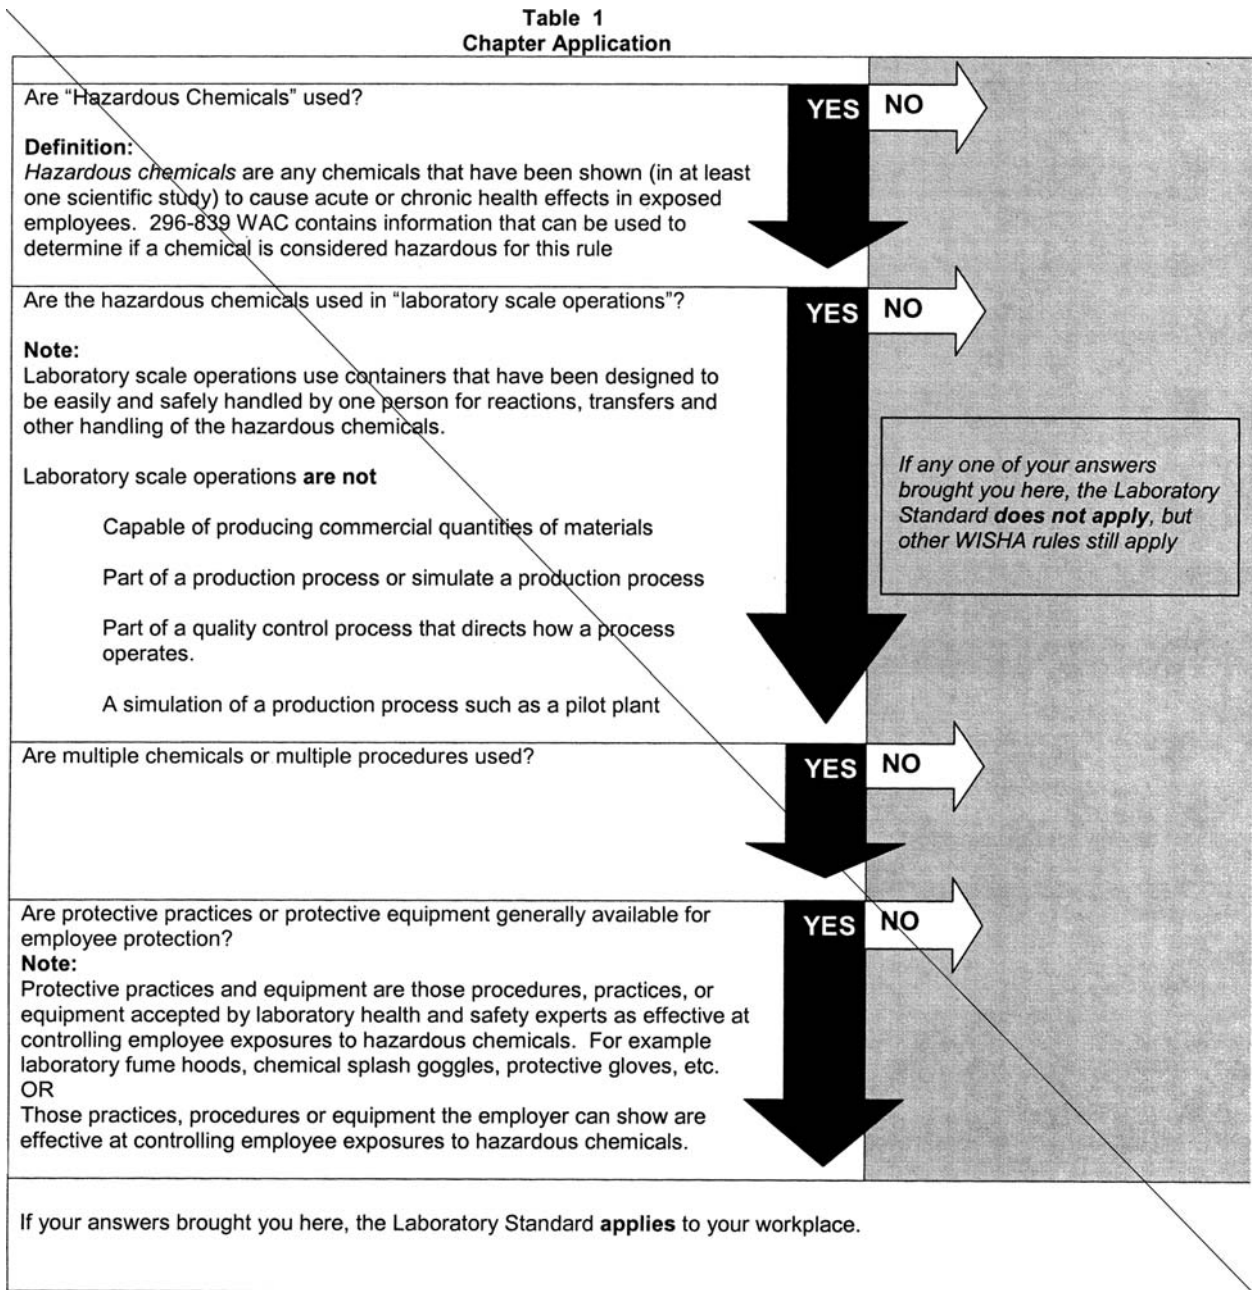 Table 1
Chapter Application
Are "Hazardous Chemicals" used?
YES
NO
Definition:
Hazardous chemicals are any chemicals that have been shown (in at least
one scientific study) to cause acute or chronic health effects in exposed
employees. 296-839 WAC contains information that can be used to
determine if a chemical is considered hazardous for this rule
Are the hazardous chemicals used in "laboratory scale operations"?
YES
NO
Note:
Laboratory scale operations use containers that have been designed to
be easily and safely handled by one person for reactions, transfers and
other handling of the hazardous chemicals.
Laboratory scale operations are not
Capable of producing commercial quantities of materials
Part of a production process or simulate a production process
Part of a quality control process that directs how a process
operates.
A simulation of a production process such as a pilot plant
If any one of your answers
brought you here, the Laboratory
Standard does not apply, but
other WISHA rules still apply
Are multiple chemicals or multiple procedures used?
YES
NO
Are protective practices or protective equipment generally available for
employee protection?
YES
NO
Note:
Protective practices and equipment are those procedures, practices, or
equipment accepted by laboratory health and safety experts as effective at
controlling employee exposures to hazardous chemicals. For example
laboratory fume hoods, chemical splash goggles, protective gloves, etc.
OR
Those practices, procedures or equipment the employer can show are
effective at controlling employee exposures to hazardous chemicals.
If your answers brought you here, the Laboratory Standard applies to your workplace.